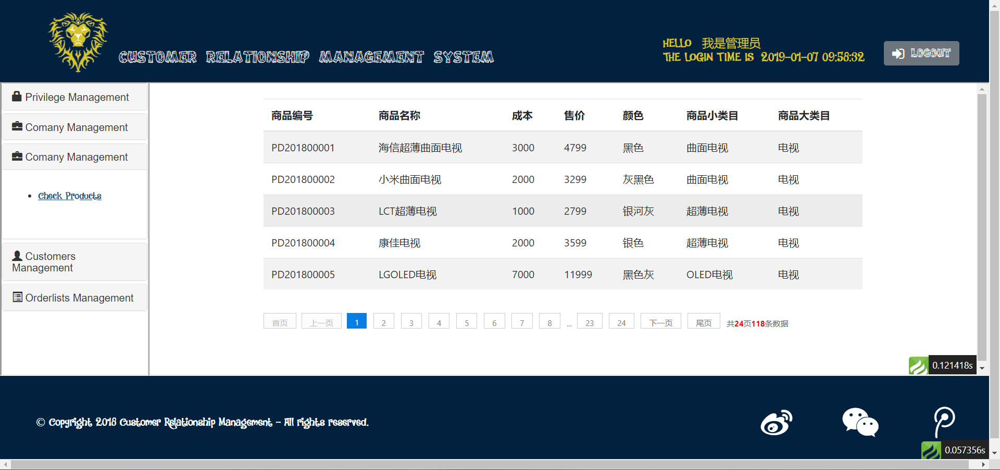 CUSTOMER RELATIONSHIP MANAGEMENT SYSTEM
HELLO 我是管理员
THE LOGIN TIME IS 2019-01-07 09:58:32
LOGOUT
Privilege Management
Comany Management
Comany Management
Check Products
Customers
Management
Orderlists Management
商品编号 商品名称 成本 售价 颜色 商品小类目 商品大类目
PD201800001 海信超薄曲面电视 3000 4799 黑色 曲面电视 电视
PD201800002 小米曲面电视 2000 3299 灰黑色 曲面电视 电视
PD201800003 LCT超薄电视 1000 2799 银河灰 超薄电视 电视
PD201800004 康佳电视 2000 3599 银色 超薄电视 电视
PD201800005 LGOLED电视 7000 11999 黑色灰 OLED电视 电视
首页 上一页 1 2 3 4 5 6 7 8 ... 23 24 下一页 尾页 共24页118条数据
0.121418s
© Copyright 2018 Customer Relationship Management - All rights reserved.
0.057356s